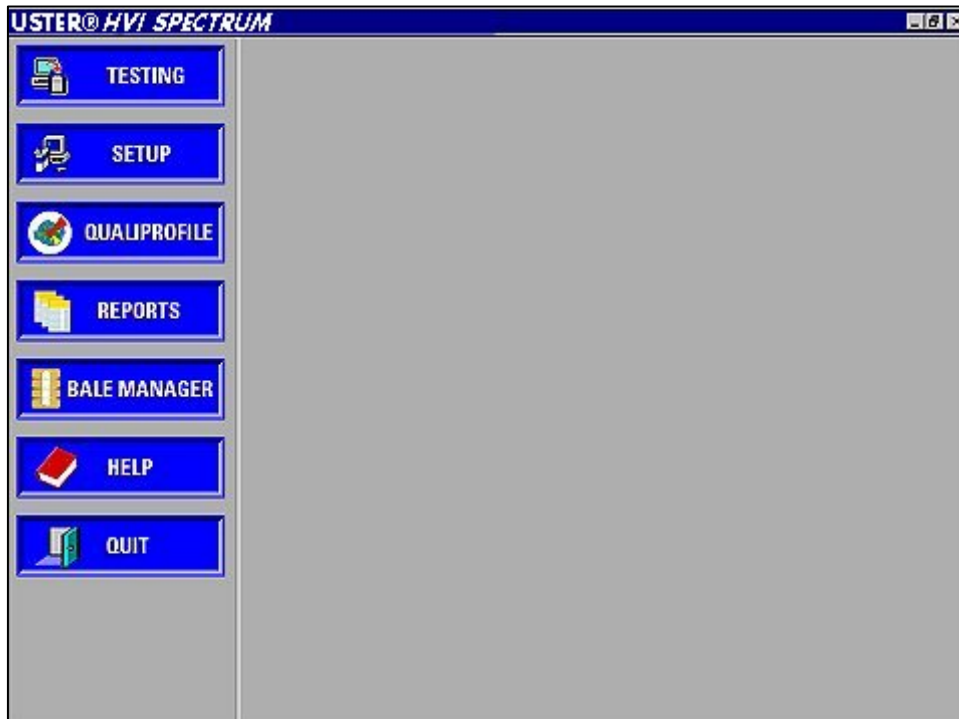 USTER® HVI SPECTRUM
TESTING
SETUP
QUALIPROFILE
REPORTS
BALE MANAGER
HELP
QUIT